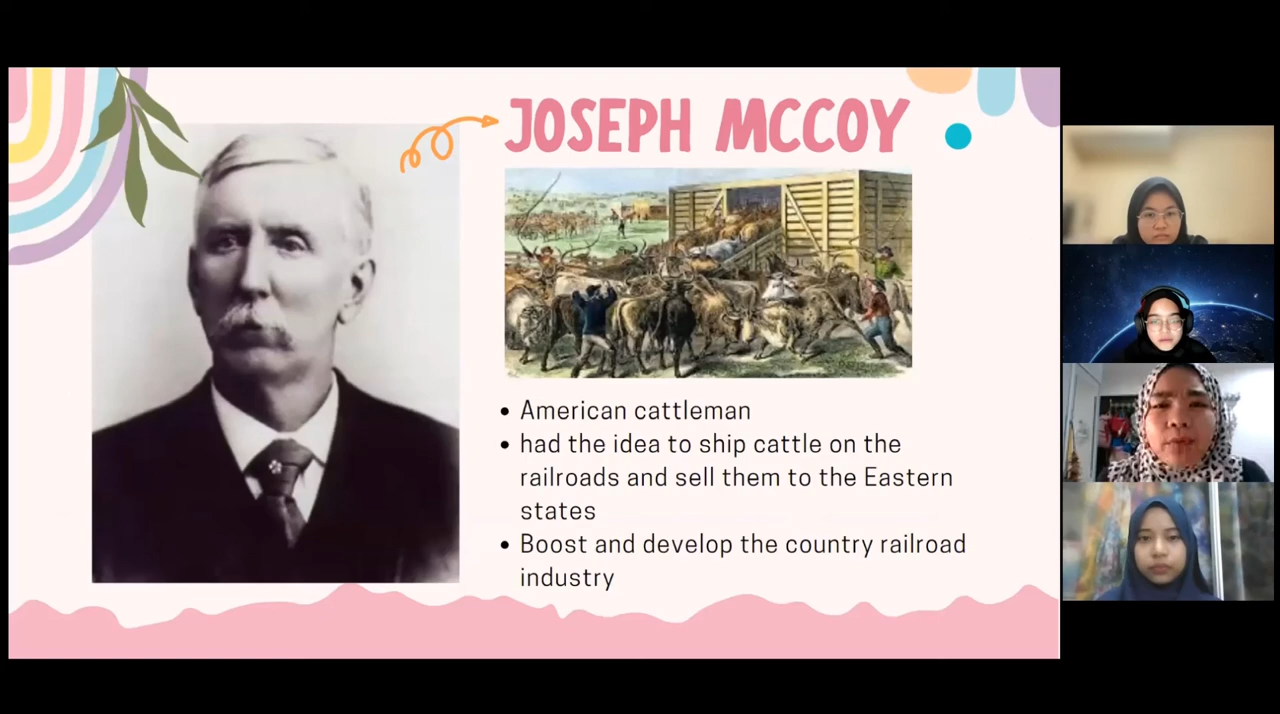 JOSEPH MCCOY
• American cattleman
• had the idea to ship cattle on the
railroads and sell them to the Eastern
states
• Boost and develop the country railroad
industry